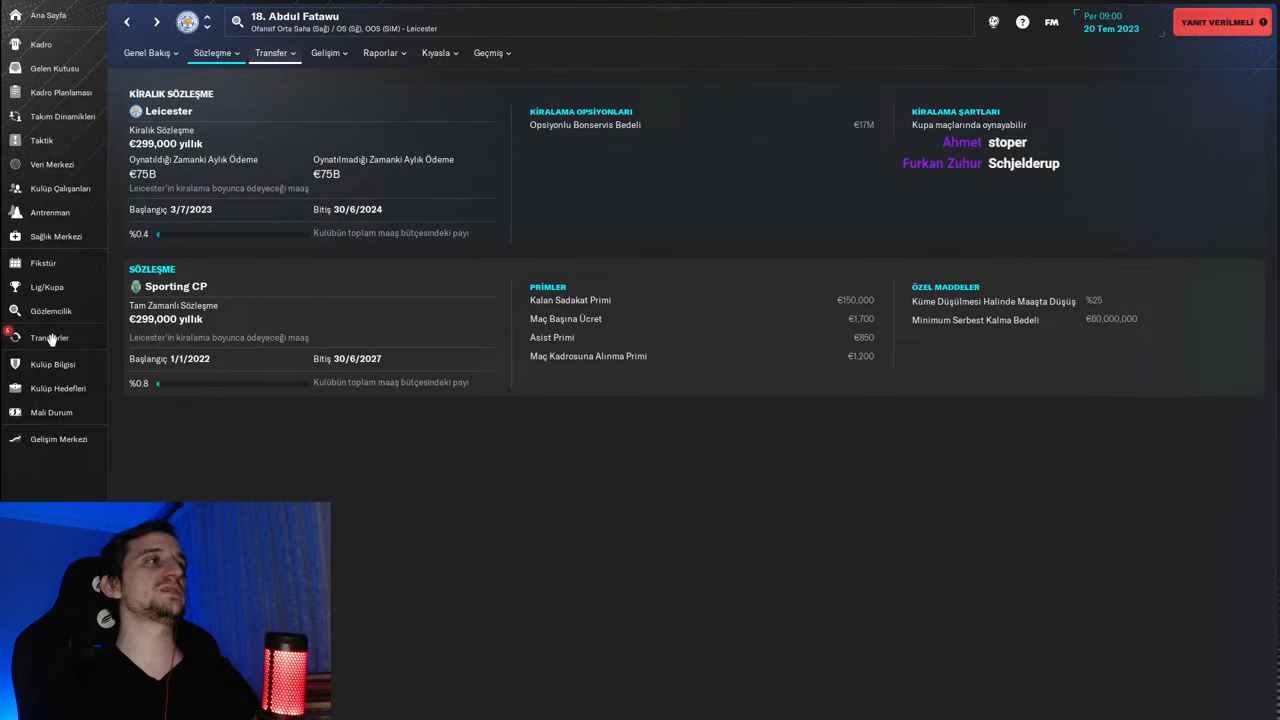 Ana Sayfa
Kadro
Gelen Kutusu
Kadro Planlaması
Takım Dinamikleri
Taktik
Veri Merkezi
Kulüp Çalışanları
Antrenman
Sağlık Merkezi
Fikstür
Lig/Kupa
Gözlemcilik
5
Kulüp Bilgisi
Kulüp Hedefleri
Mali Durum
Gelişim Merkezi
18. Abdul Fatawu
Ofansif Orta Saha (Sağ) / OS (Sğ), OOS (SIM) - Leicester
FM
Per 09:00
20 Tem 2023
YANIT VERİLMELİ
Genel Bakış
Sözleşme
Transfer
Gelişim
Raporlar
Kıyasla
Geçmiş
KİRALIK SÖZLEŞME
Leicester
Kiralık Sözleşme
€299,000 yıllık
Oynatıldığı Zamanki Aylık Ödeme
Oynatılmadığı Zamanki Aylık Ödeme
€75B
€75B
Leicester'in kiralama boyunca ödeyeceği maaş
Başlangıç 3/7/2023
Bitiş 30/6/2024
%0.4
Kulübün toplam maaş bütçesindeki payı
KİRALAMA OPSİYONLARI
Opsiyonlu Bonservis Bedeli
€17M
KİRALAMA ŞARTLARI
Kupa maçlarında oynayabilir
Ahmet stoper
Furkan Zuhur Schjelderup
SÖZLEŞME
Sporting CP
Tam Zamanlı Sözleşme
€299,000 yıllık
Leicester'in kiralama boyunca ödeyeceği maaş
Başlangıç 1/1/2022
Bitiş 30/6/2027
%0.8
Kulübün toplam maaş bütçesindeki payı
PRİMLER
Kalan Sadakat Primi
€150,000
Maç Başına Ücret
€1,700
Asist Primi
€850
Maç Kadrosuna Alınma Primi
€1,200
ÖZEL MADDELER
Küme Düşülmesi Halinde Maaşta Düşüş
%25
Minimum Serbest Kalma Bedeli
€60,000,000